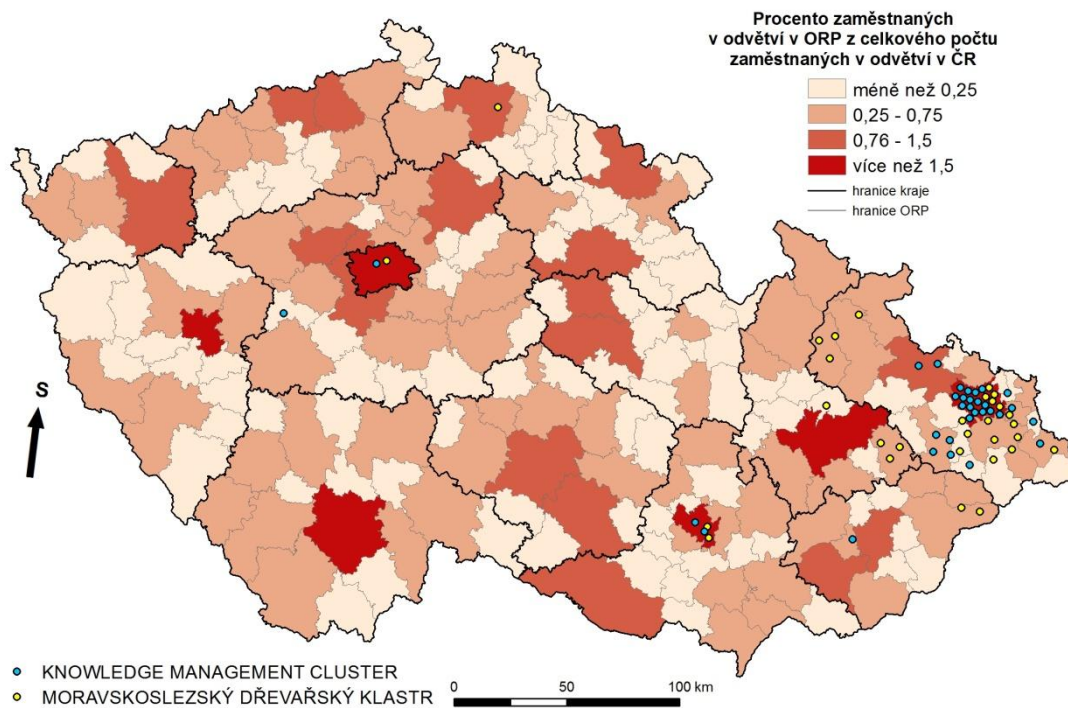 Procento zaměstnaných
v odvětví v ORP z celkového počtu
zaměstnaných v odvětví v ČR
méně než 0,25
0,25 - 0,75
0,76 - 1,5
více než 1,5
hranice kraje
hranice ORP
S
KNOWLEDGE MANAGEMENT CLUSTER
MORAVSKOSLEZSKÝ DŘEVAŘSKÝ KLASTR
0 50 100 km